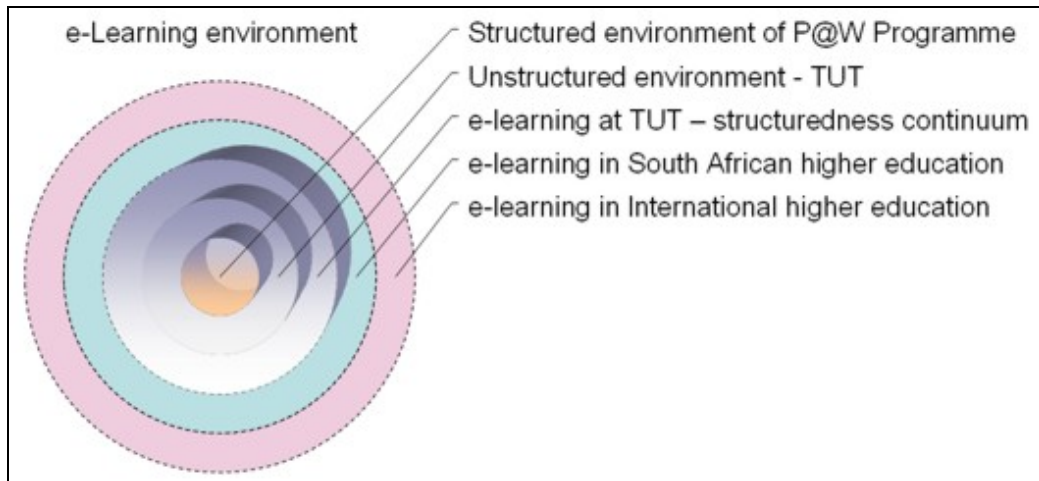 e-Learning environment
Structured environment of P@W Programme
Unstructured environment - TUT
e-learning at TUT – structuredness continuum
e-learning in South African higher education
e-learning in International higher education